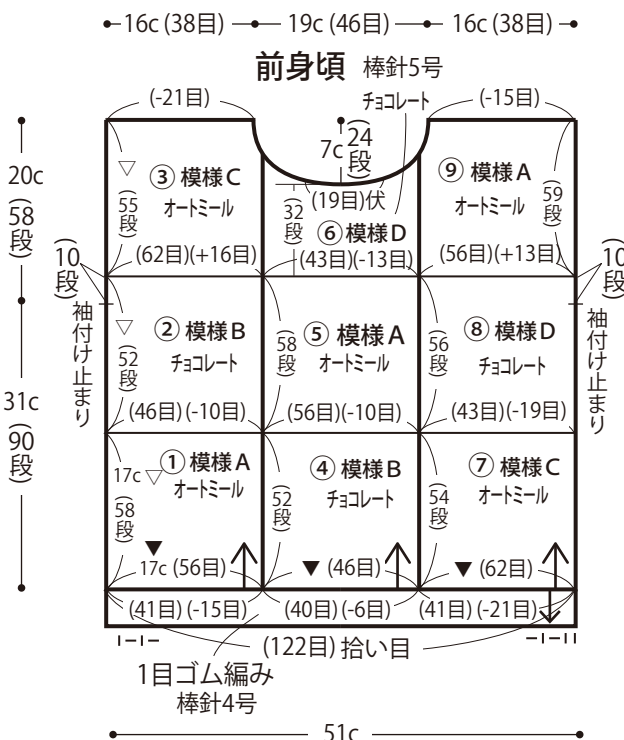 16c (38目) 19c (46目) 16c (38目)
前身頃 棒針5号
チョコレート
(-21目) (-15目)
7c (24段)
20c (58段)
▽ (55段)
③ 模様C
オートミール
(62目)(+16目)
(19目)伏
(32段)
⑥ 模様D
(43目)(-13目)
⑨ 模様A
オートミール
(59段)
(56目)(+13目)
(10段) (10段)
袖付け止まり 袖付け止まり
▽ (52段)
② 模様B
チョコレート
(46目)(-10目)
(58段)
⑤ 模様A
オートミール
(56目)(-10目)
(56段)
⑧ 模様D
チョコレート
(43目)(-19目)
31c (90段)
① 模様A
17c ▽ オートミール
(58段)
▼
17c (56目)
④ 模様B
チョコレート
(52段)
▼ (46目)
⑦ 模様C
オートミール
(54段)
▼ (62目)
(41目)(-15目) (40目)(-6目) (41目)(-21目)
|-|- -|-||
(122目) 拾い目
1目ゴム編み
棒針4号
51c